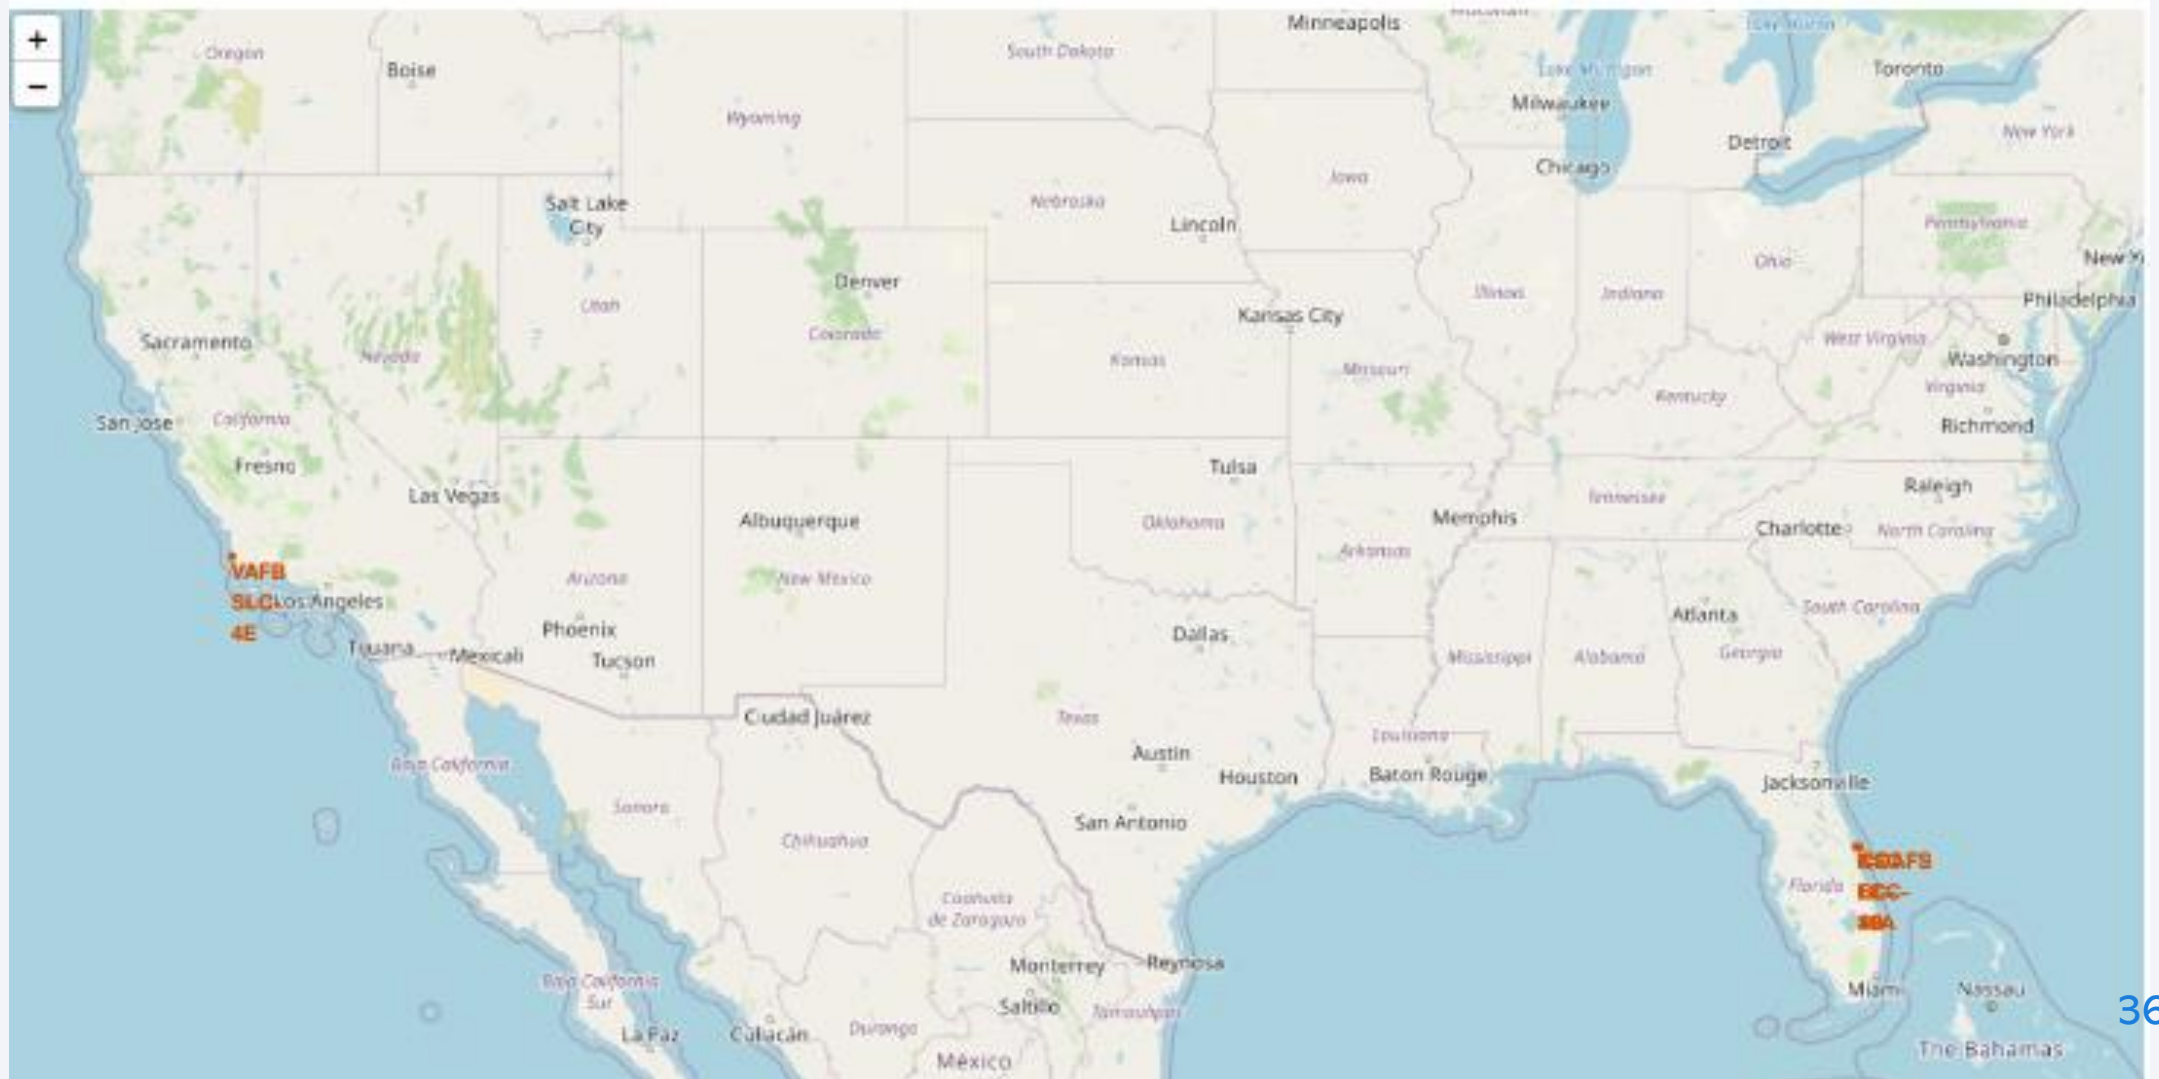 +
−
Minneapolis
Oregon
South Dakota
Boise
Toronto
Milwaukee
Wyoming
New York
Detroit
Chicago
Iowa
Salt Lake
City
Nebraska
Lincoln
Pennsylvania
New Y
Ohio
Denver
Utah
Illinois
Indiana
Philadelphia
Kansas City
Colorado
Sacramento
West Virginia
Nevada
Kansas
Washington
Missouri
Virginia
Kentucky
San Jose
California
Richmond
Fresno
Tulsa
Las Vegas
Raleigh
Tennessee
Albuquerque
Oklahoma
Memphis
Charlotte
North Carolina
Arkansas
VAFB
SLC-
4E
Los Angeles
Arizona
New Mexico
South Carolina
Atlanta
Phoenix
Dallas
Tijuana
Mexicali
Tucson
Mississippi
Alabama
Georgia
Ciudad Juárez
Texas
Louisiana
Austin
Baja California
Houston
Baton Rouge
Jacksonville
Sonora
San Antonio
Chihuahua
Florida
Coahuila
de Zaragoza
Monterrey
Reynosa
Baja California
Sur
Miami
Nassau
Saltillo
Tamaulipas
36
La Paz
Culiacán
Durango
México
The Bahamas